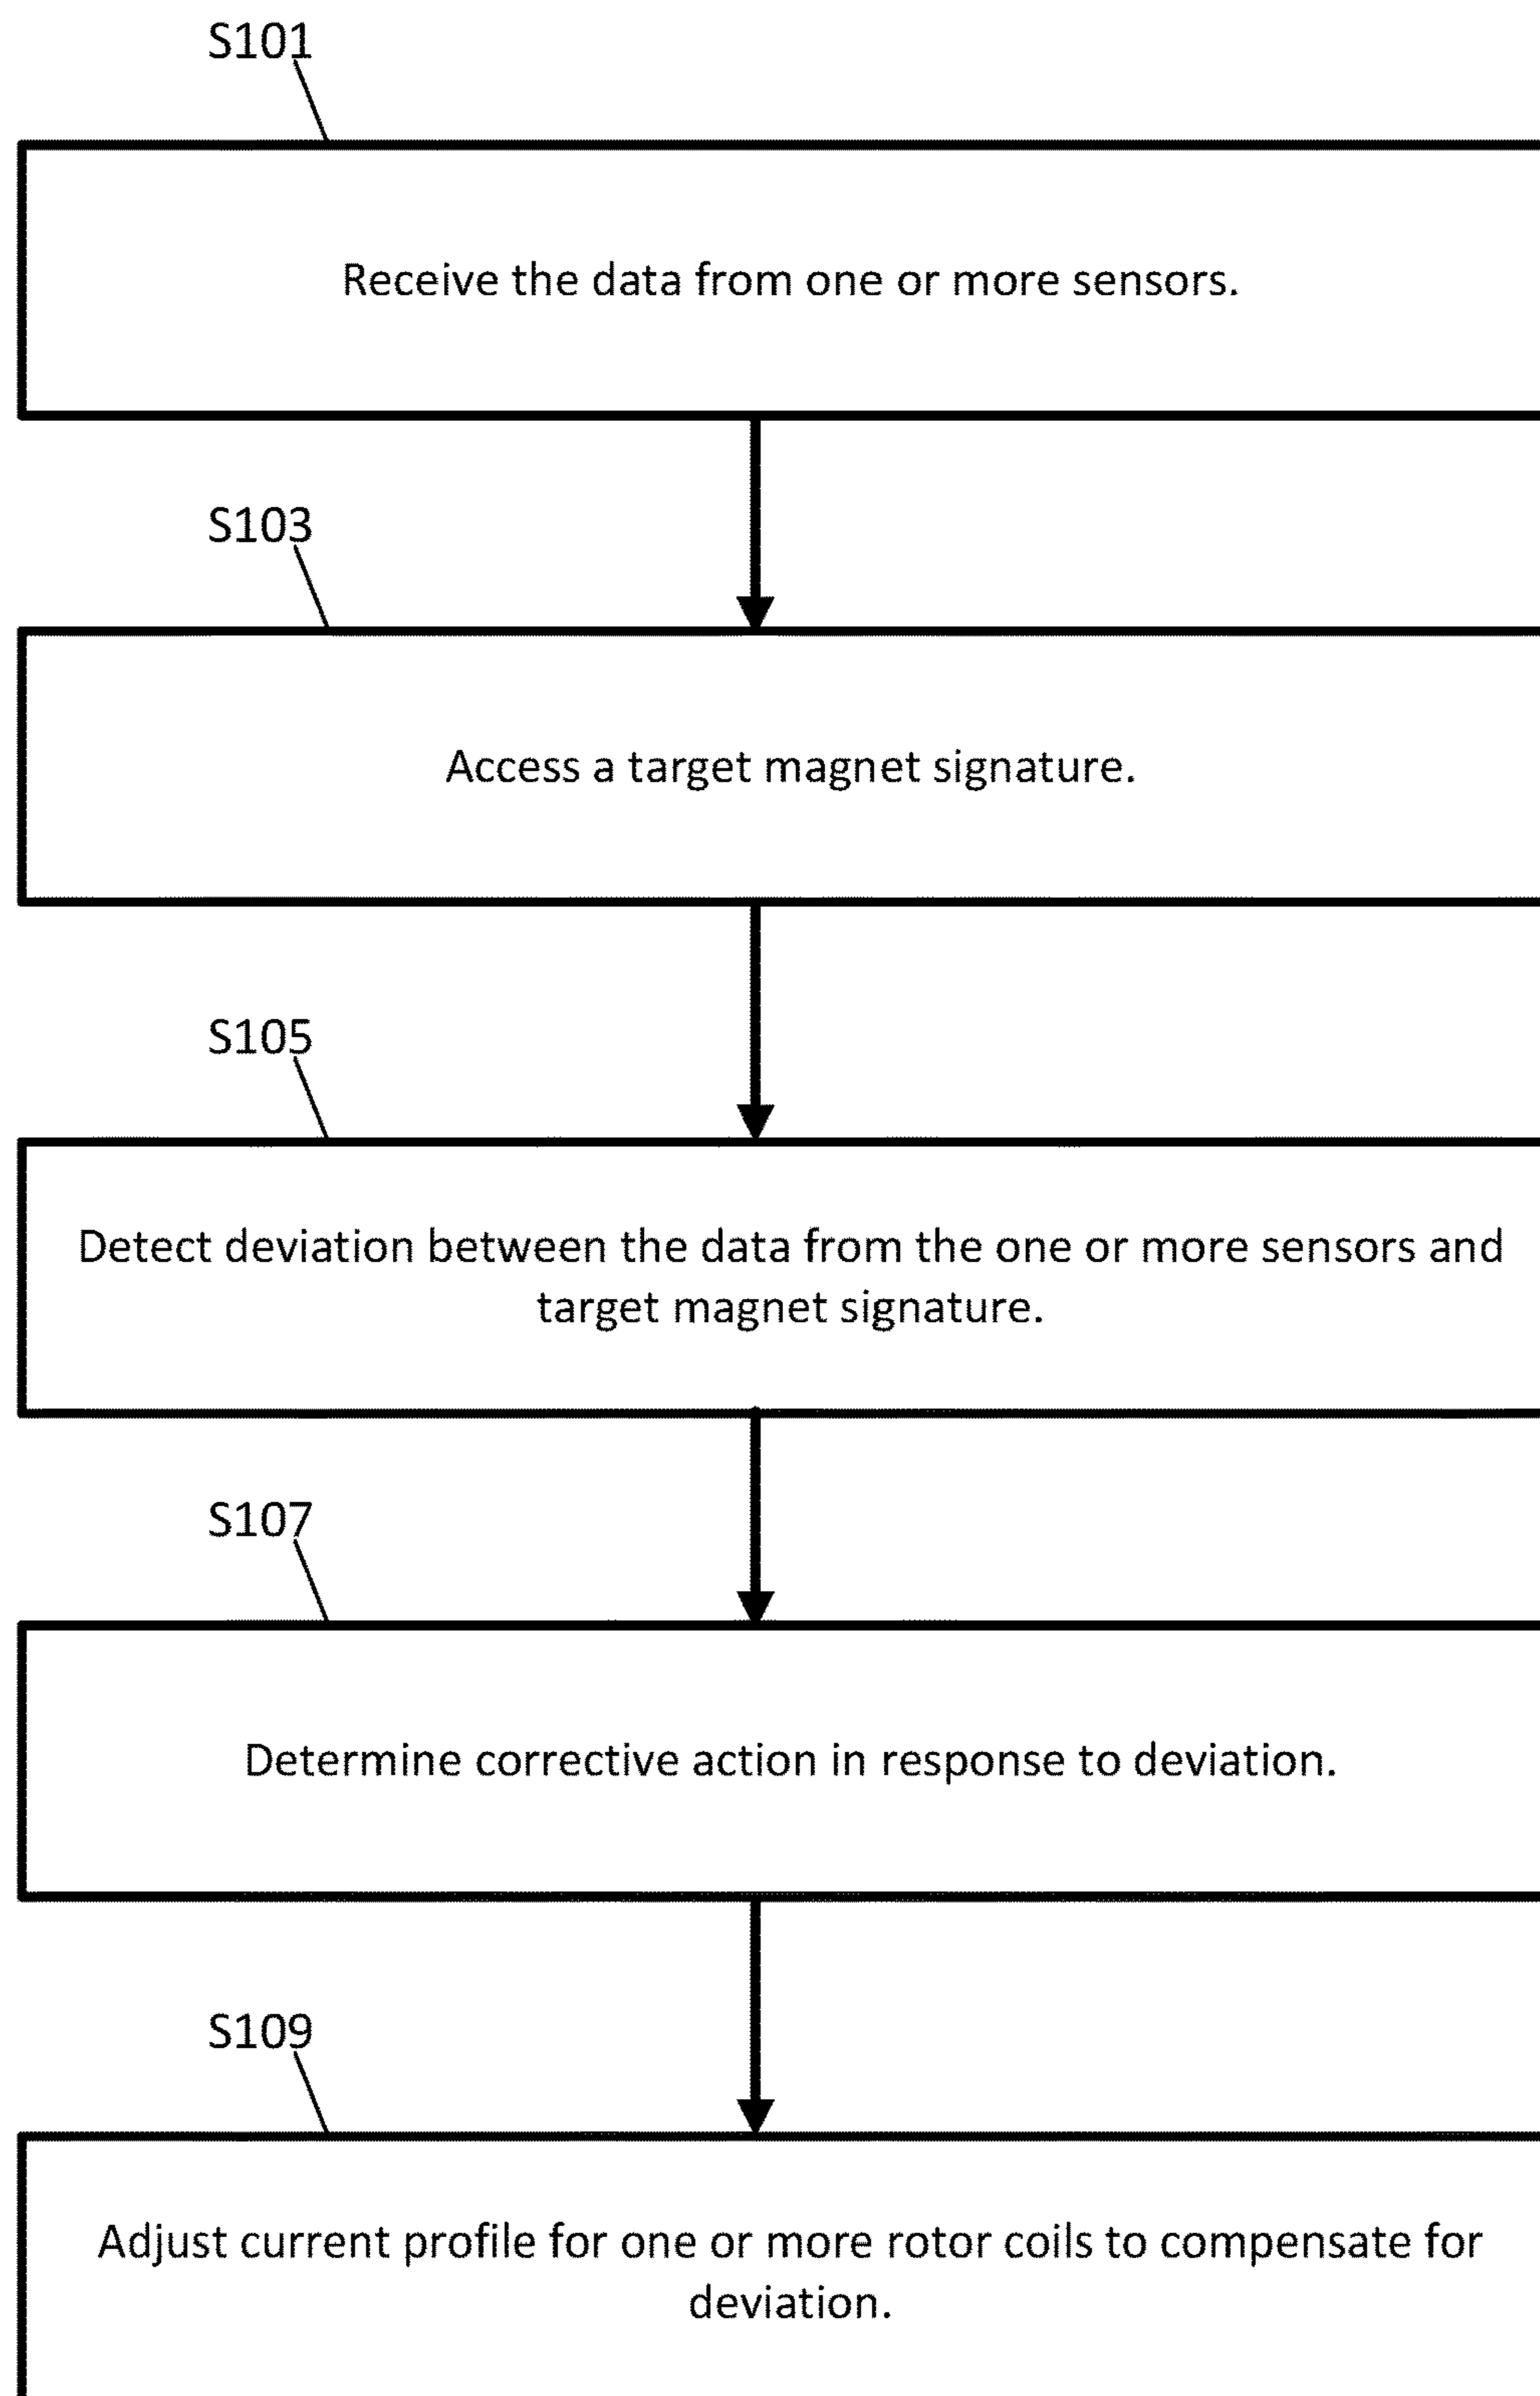 S101
Receive the data from one or more sensors.
S103
Access a target magnet signature.
S105
Detect deviation between the data from the one or more sensors and
target magnet signature.
S107
Determine corrective action in response to deviation.
S109
Adjust current profile for one or more rotor coils to compensate for
deviation.